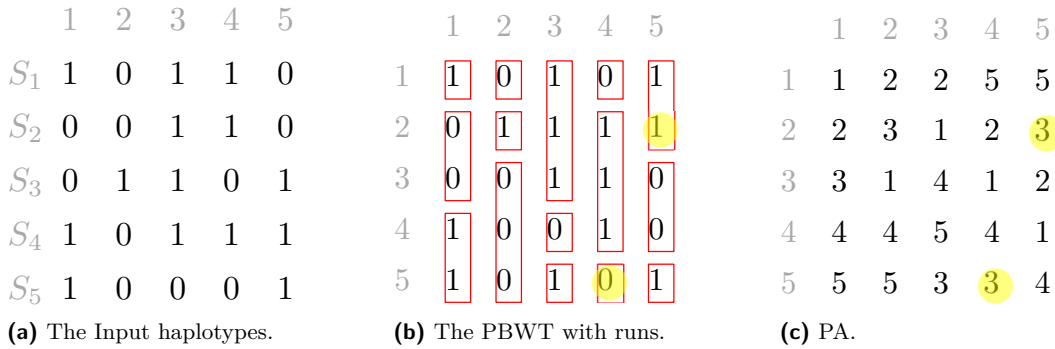 1 2 3 4 5
S1 1 0 1 1 0
S2 0 0 1 1 0
S3 0 1 1 0 1
S4 1 0 1 1 1
S5 1 0 0 0 1
(a) The Input haplotypes.
1 2 3 4 5
1 1 0 1 0 1
2 0 1 1 1 1
3 0 0 1 1 0
4 1 0 0 1 0
5 1 0 1 0 1
(b) The PBWT with runs.
1 2 3 4 5
1 1 2 2 5 5
2 2 3 1 2 3
3 3 1 4 1 2
4 4 4 5 4 1
5 5 5 3 3 4
(c) PA.